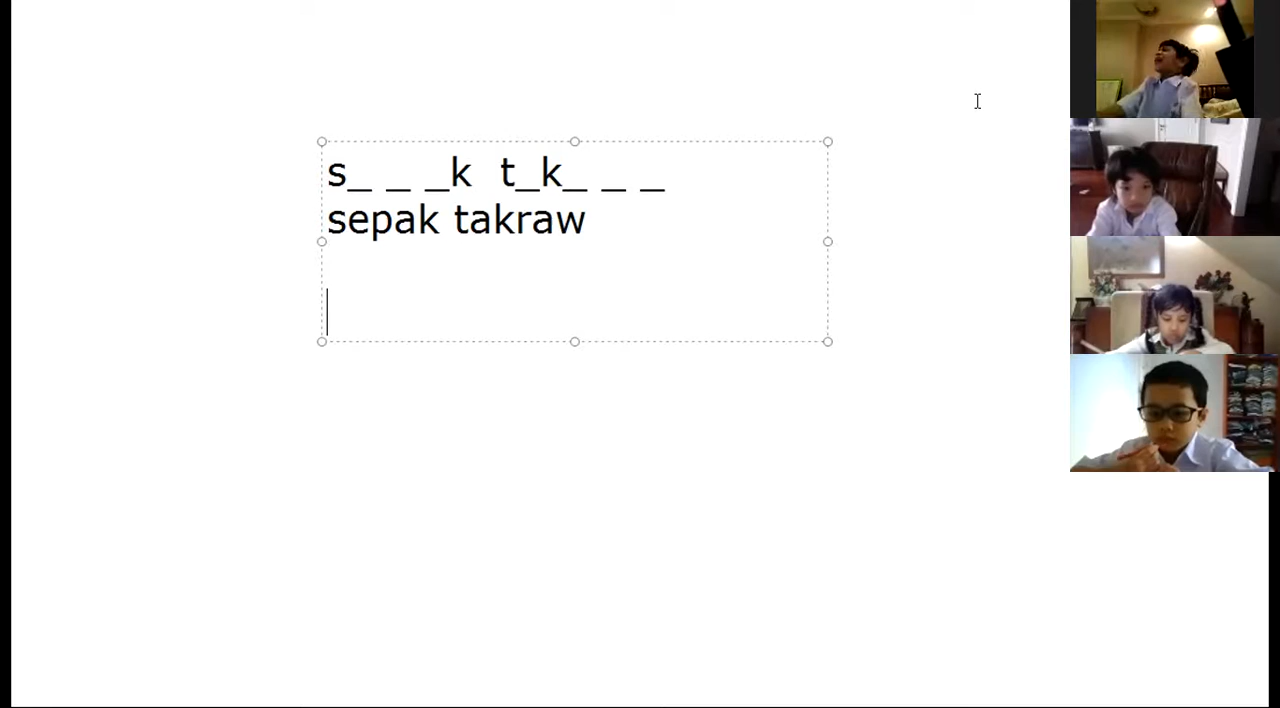 s_ _ _k t_k_ _ _
sepak takraw